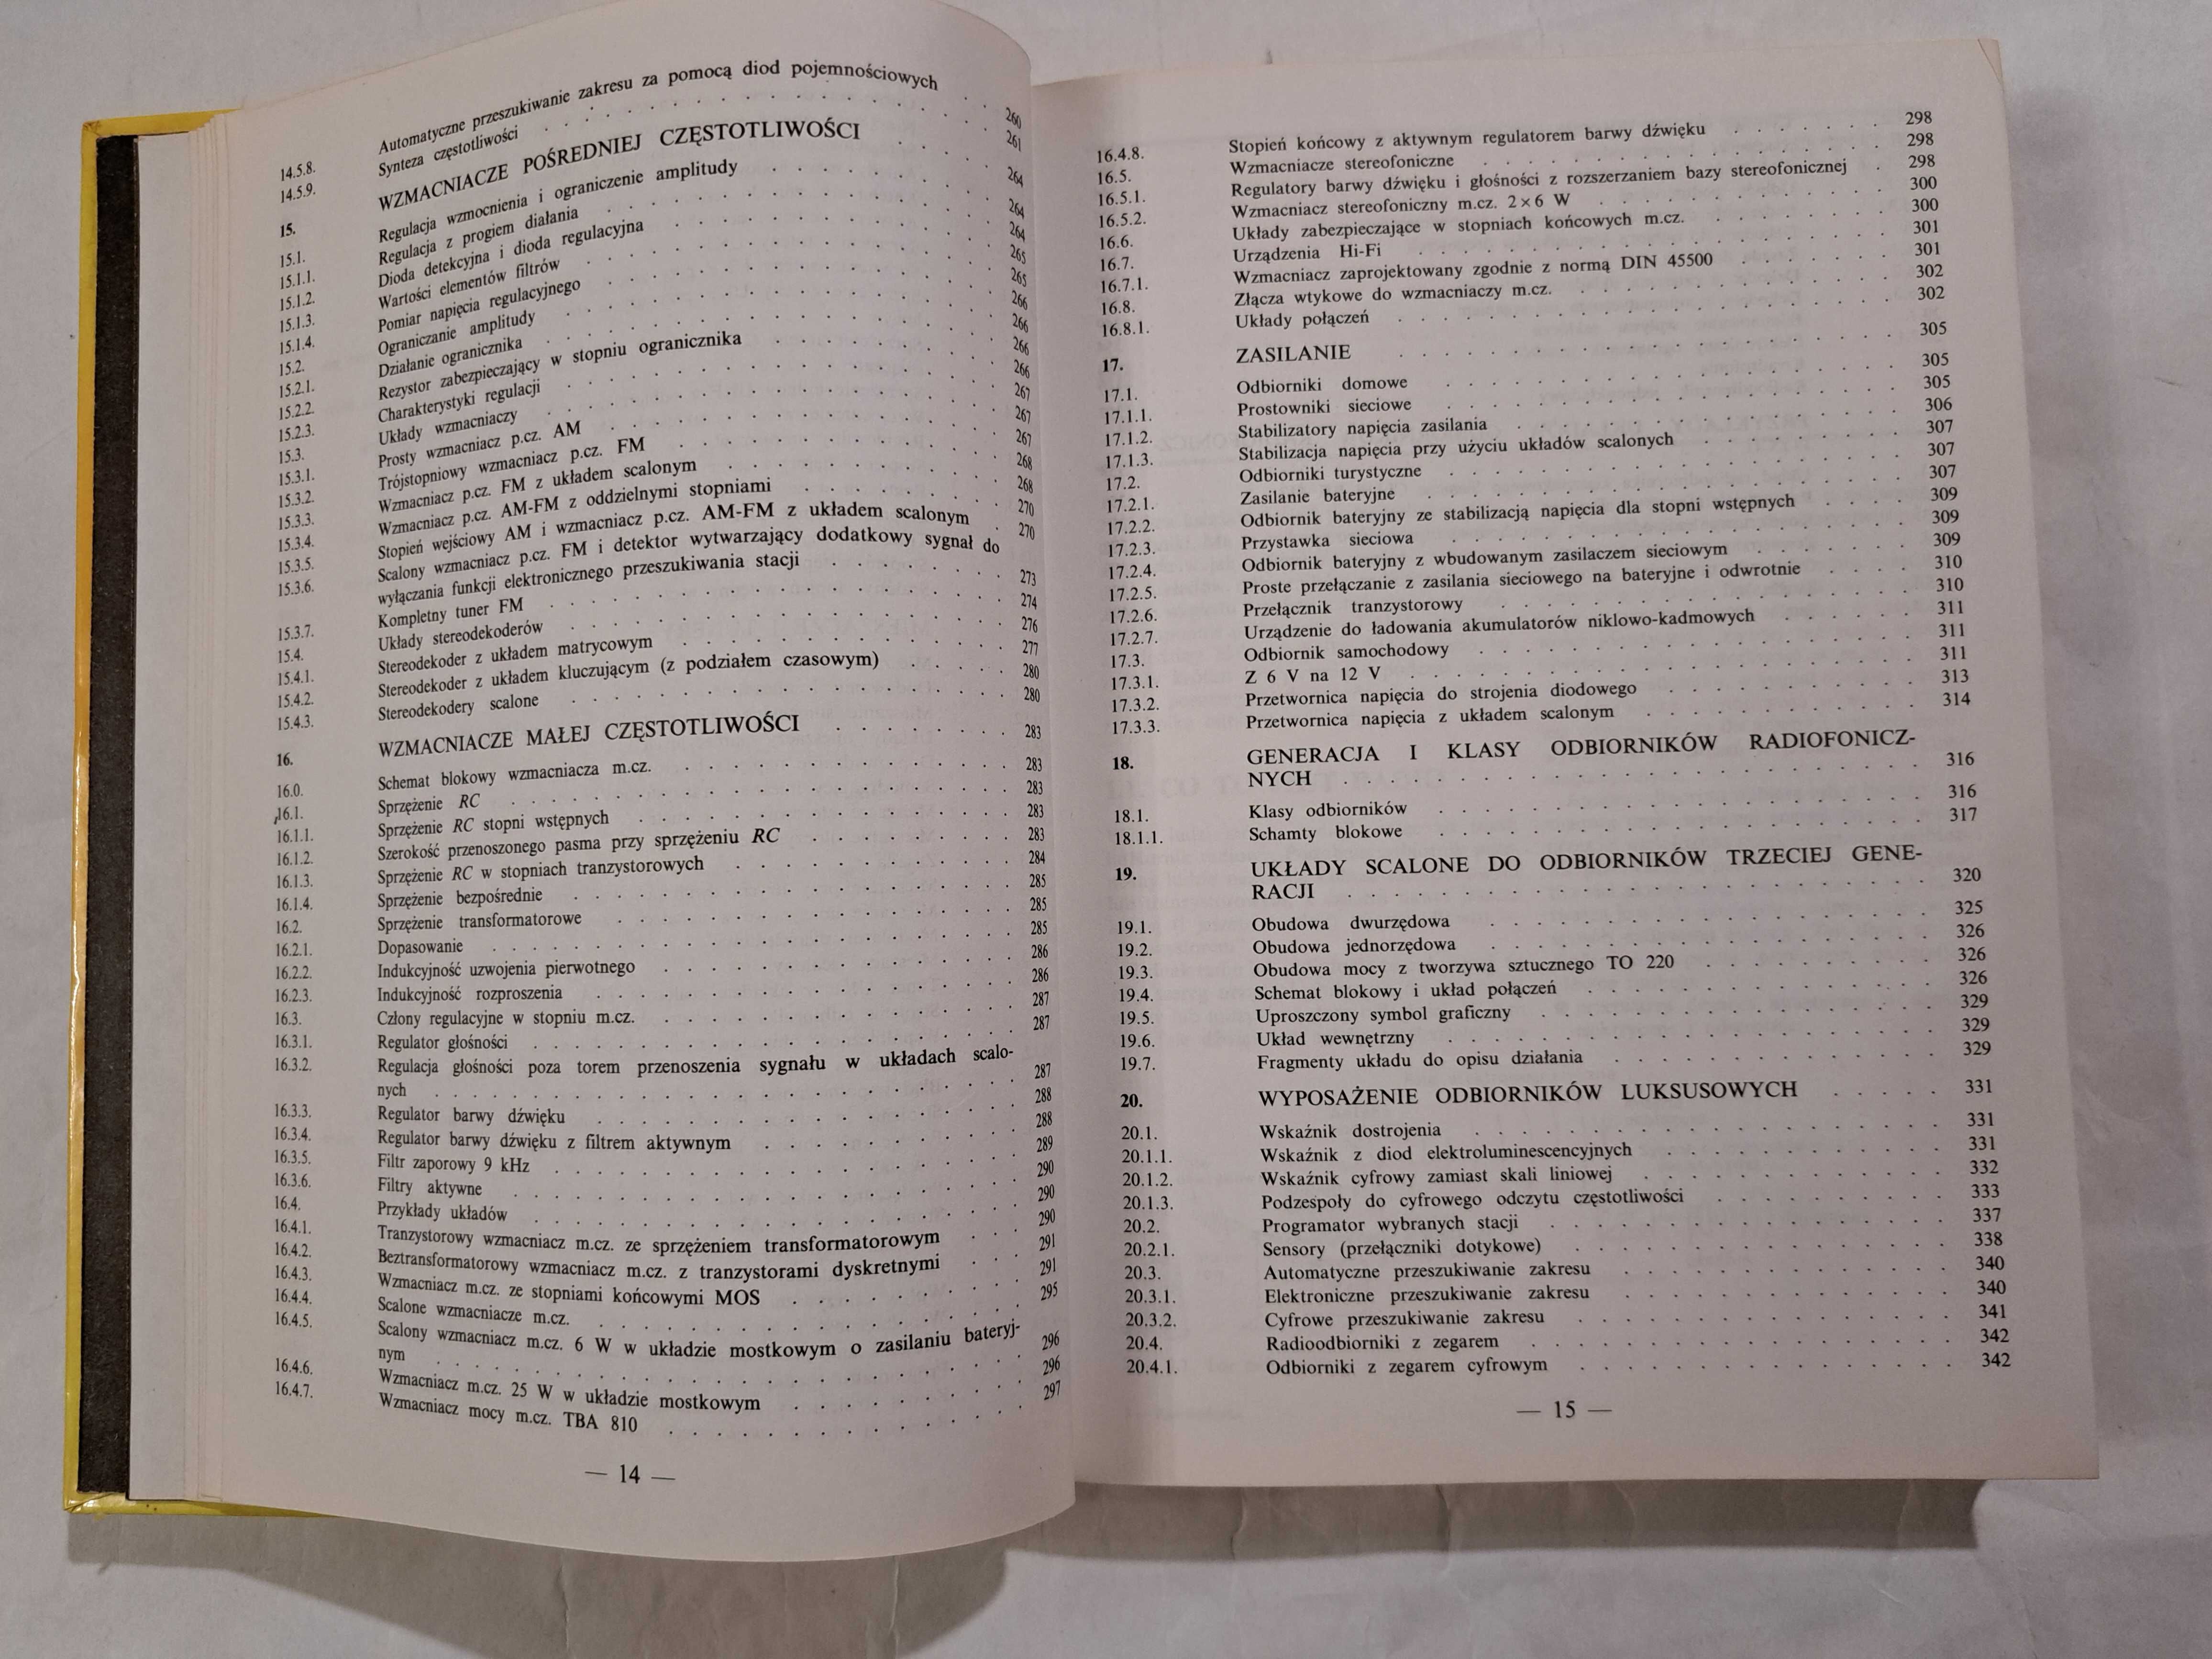 14.5.8. Automatyczne przeszukiwanie zakresu za pomocą diod pojemnościowych . . 260
14.5.9. Synteza częstotliwości . . . 261
15. WZMACNIACZE POŚREDNIEJ CZĘSTOTLIWOŚCI . . . 264
15.1. Regulacja wzmocnienia i ograniczenie amplitudy . . . 264
15.1.1. Regulacja z progiem działania . . . 264
15.1.2. Dioda detekcyjna i dioda regulacyjna . . . 265
15.1.3. Wartości elementów filtrów . . . 265
15.1.4. Pomiar napięcia regulacyjnego . . . 266
15.2. Ograniczanie amplitudy . . . 266
15.2.1. Działanie ogranicznika . . . 266
15.2.2. Rezystor zabezpieczający w stopniu ogranicznika . . . 266
15.2.3. Charakterystyki regulacji . . . 267
15.3. Układy wzmacniaczy . . . 267
15.3.1. Prosty wzmacniacz p.cz. AM . . . 267
15.3.2. Trójstopniowy wzmacniacz p.cz. FM . . . 268
15.3.3. Wzmacniacz p.cz. FM z układem scalonym . . . 268
15.3.4. Wzmacniacz p.cz. AM-FM z oddzielnymi stopniami . . . 270
15.3.5. Stopień wejściowy AM i wzmacniacz p.cz. AM-FM z układem scalonym . 270
15.3.6. Scalony wzmacniacz p.cz. FM i detektor wytwarzający dodatkowy sygnał do
wyłączania funkcji elektronicznego przeszukiwania stacji . . . 273
15.3.7. Kompletny tuner FM . . . 274
15.4. Układy stereodekoderów . . . 276
15.4.1. Stereodekoder z układem matrycowym . . . 277
15.4.2. Stereodekoder z układem kluczującym (z podziałem czasowym) . . . 280
15.4.3. Stereodekodery scalone . . . 280
16. WZMACNIACZE MAŁEJ CZĘSTOTLIWOŚCI . . . 283
16.0. Schemat blokowy wzmacniacza m.cz. . . . 283
16.1. Sprzężenie RC . . . 283
16.1.1. Sprzężenie RC stopni wstępnych . . . 283
16.1.2. Szerokość przenoszonego pasma przy sprzężeniu RC . . . 283
16.1.3. Sprzężenie RC w stopniach tranzystorowych . . . 284
16.1.4. Sprzężenie bezpośrednie . . . 285
16.2. Sprzężenie transformatorowe . . . 285
16.2.1. Dopasowanie . . . 285
16.2.2. Indukcyjność uzwojenia pierwotnego . . . 286
16.2.3. Indukcyjność rozproszenia . . . 286
16.3. Człony regulacyjne w stopniu m.cz. . . . 287
16.3.1. Regulator głośności . . . 287
16.3.2. Regulacja głośności poza torem przenoszenia sygnału w układach scalo-
nych . . . 287
16.3.3. Regulator barwy dźwięku . . . 288
16.3.4. Regulator barwy dźwięku z filtrem aktywnym . . . 288
16.3.5. Filtr zaporowy 9 kHz . . . 289
16.3.6. Filtry aktywne . . . 290
16.4. Przykłady układów . . . 290
16.4.1. Tranzystorowy wzmacniacz m.cz. ze sprzężeniem transformatorowym . . . 290
16.4.2. Beztransformatorowy wzmacniacz m.cz. z tranzystorami dyskretnymi . . . 291
16.4.3. Wzmacniacz m.cz. ze stopniami końcowymi MOS . . . 291
16.4.4. Scalone wzmacniacze m.cz. . . . 295
16.4.5. Scalony wzmacniacz m.cz. 6 W w układzie mostkowym o zasilaniu bateryj-
nym . . . 296
16.4.6. Wzmacniacz m.cz. 25 W w układzie mostkowym . . . 296
16.4.7. Wzmacniacz mocy m.cz. TBA 810 . . . 297
— 14 —
16.4.8. Stopień końcowy z aktywnym regulatorem barwy dźwięku . . . 298
16.5. Wzmacniacze stereofoniczne . . . 298
16.5.1. Regulatory barwy dźwięku i głośności z rozszerzaniem bazy stereofonicznej . 298
16.5.2. Wzmacniacz stereofoniczny m.cz. 2×6 W . . . 300
16.6. Układy zabezpieczające w stopniach końcowych m.cz. . . . 300
16.7. Urządzenia Hi-Fi . . . 301
16.7.1. Wzmacniacz zaprojektowany zgodnie z normą DIN 45500 . . . 301
16.8. Złącza wtykowe do wzmacniaczy m.cz. . . . 302
16.8.1. Układy połączeń . . . 302
17. ZASILANIE . . . 305
17.1. Odbiorniki domowe . . . 305
17.1.1. Prostowniki sieciowe . . . 305
17.1.2. Stabilizatory napięcia zasilania . . . 306
17.1.3. Stabilizacja napięcia przy użyciu układów scalonych . . . 307
17.2. Odbiorniki turystyczne . . . 307
17.2.1. Zasilanie bateryjne . . . 307
17.2.2. Odbiornik bateryjny ze stabilizacją napięcia dla stopni wstępnych . . . 309
17.2.3. Przystawka sieciowa . . . 309
17.2.4. Odbiornik bateryjny z wbudowanym zasilaczem sieciowym . . . 309
17.2.5. Proste przełączanie z zasilania sieciowego na bateryjne i odwrotnie . . . 310
17.2.6. Przełącznik tranzystorowy . . . 310
17.2.7. Urządzenie do ładowania akumulatorów niklowo-kadmowych . . . 311
17.3. Odbiornik samochodowy . . . 311
17.3.1. Z 6 V na 12 V . . . 311
17.3.2. Przetwornica napięcia do strojenia diodowego . . . 313
17.3.3. Przetwornica napięcia z układem scalonym . . . 314
18. GENERACJA I KLASY ODBIORNIKÓW RADIOFONICZ-
NYCH . . . 316
18.1. Klasy odbiorników . . . 316
18.1.1. Schamty blokowe . . . 317
19. UKŁADY SCALONE DO ODBIORNIKÓW TRZECIEJ GENE-
RACJI . . . 320
19.1. Obudowa dwurzędowa . . . 325
19.2. Obudowa jednorzędowa . . . 326
19.3. Obudowa mocy z tworzywa sztucznego TO 220 . . . 326
19.4. Schemat blokowy i układ połączeń . . . 326
19.5. Uproszczony symbol graficzny . . . 329
19.6. Układ wewnętrzny . . . 329
19.7. Fragmenty układu do opisu działania . . . 329
20. WYPOSAŻENIE ODBIORNIKÓW LUKSUSOWYCH . . . 331
20.1. Wskaźnik dostrojenia . . . 331
20.1.1. Wskaźnik z diod elektroluminescencyjnych . . . 331
20.1.2. Wskaźnik cyfrowy zamiast skali liniowej . . . 332
20.1.3. Podzespoły do cyfrowego odczytu częstotliwości . . . 333
20.2. Programator wybranych stacji . . . 337
20.2.1. Sensory (przełączniki dotykowe) . . . 338
20.3. Automatyczne przeszukiwanie zakresu . . . 340
20.3.1. Elektroniczne przeszukiwanie zakresu . . . 340
20.3.2. Cyfrowe przeszukiwanie zakresu . . . 341
20.4. Radioodbiorniki z zegarem . . . 342
20.4.1. Odbiorniki z zegarem cyfrowym . . . 342
— 15 —